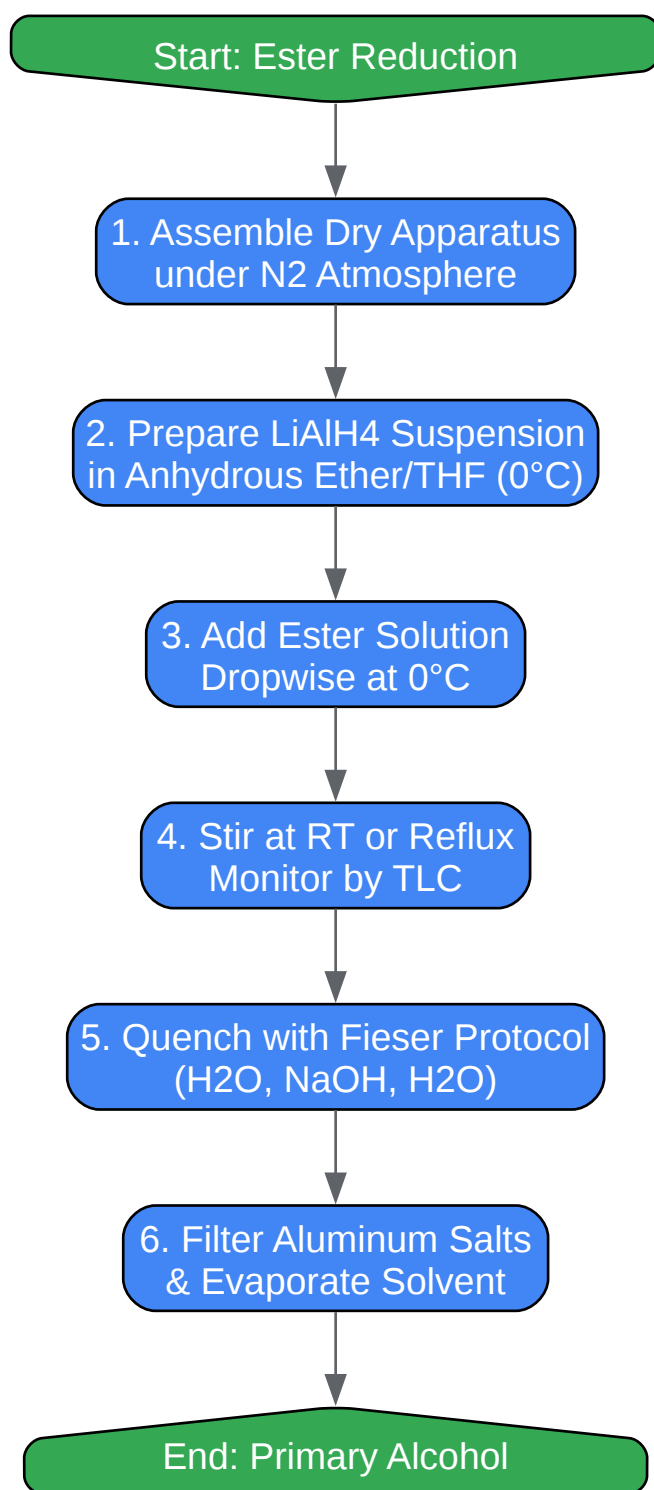 Start: Ester Reduction
1. Assemble Dry Apparatus
under N2 Atmosphere
2. Prepare LiAlH4 Suspension
in Anhydrous Ether/THF (0°C)
3. Add Ester Solution
Dropwise at 0°C
4. Stir at RT or Reflux
Monitor by TLC
5. Quench with Fieser Protocol
(H2O, NaOH, H2O)
6. Filter Aluminum Salts
& Evaporate Solvent
End: Primary Alcohol